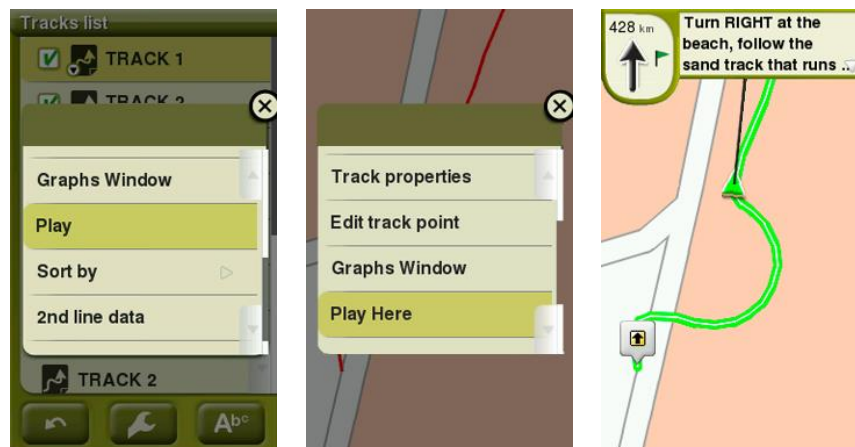 Tracks list
TRACK 1
TRACK 2
Graphs Window
Play
Sort by
2nd line data
TRACK 2
Abc
Track properties
Edit track point
Graphs Window
Play Here
428 km
Turn RIGHT at the
beach, follow the
sand track that runs ..